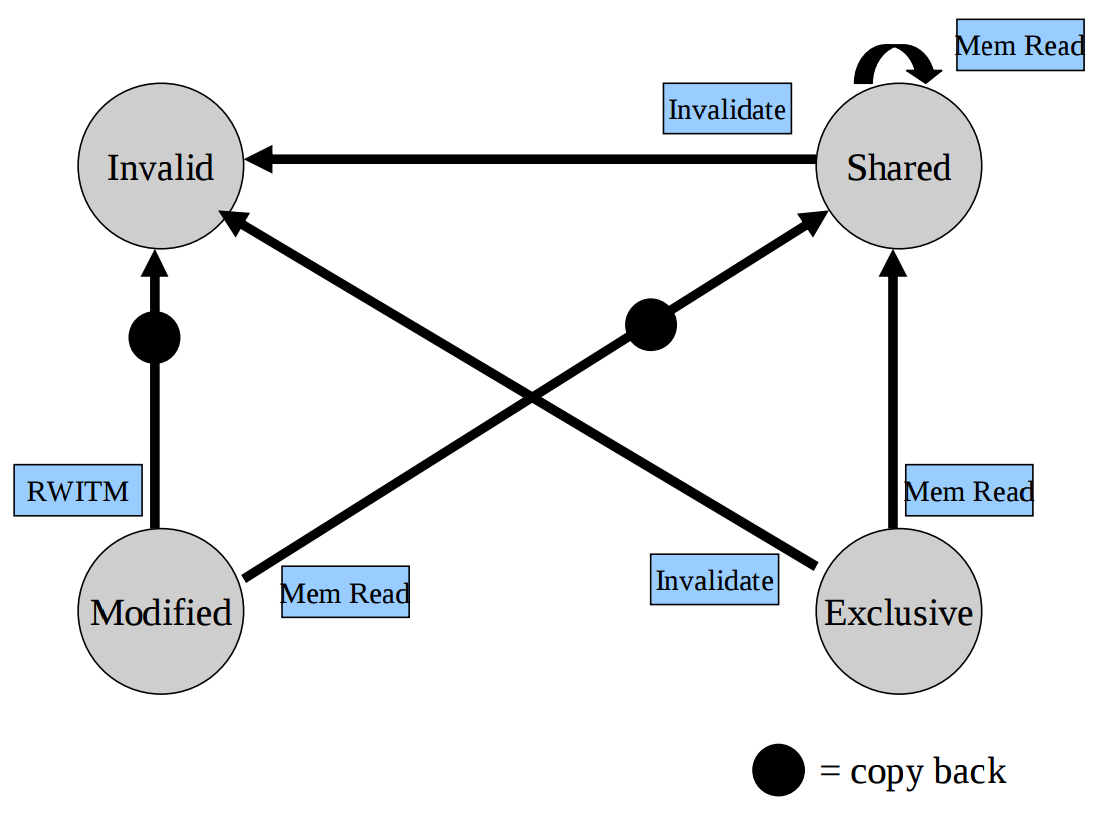 Mem Read
Invalidate
Invalid
Shared
RWITM
Mem Read
Mem Read
Invalidate
Modified
Exclusive
= copy back